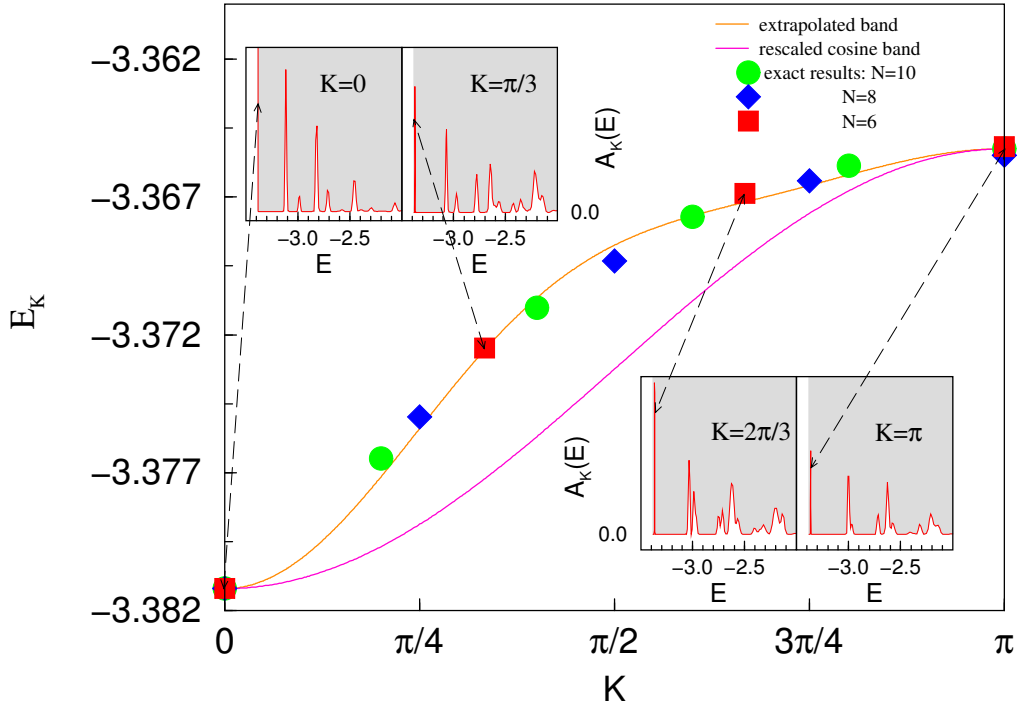 extrapolated band
rescaled cosine band
exact results: N=10
N=8
N=6
−3.362
−3.367
−3.372
−3.377
−3.382
E_K
K=0
K=π/3
A_K(E)
0.0
−3.0 −2.5
−3.0 −2.5
E
E
K=2π/3
K=π
A_K(E)
0.0
−3.0 −2.5
−3.0 −2.5
E
E
0 π/4 π/2 3π/4 π
K